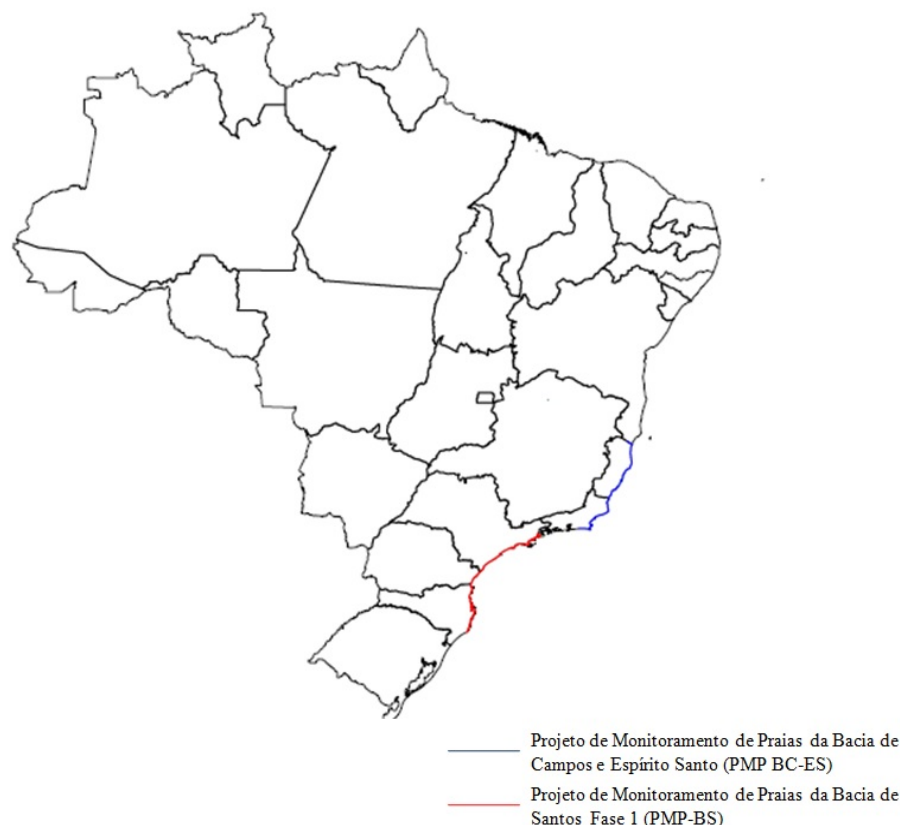 Projeto de Monitoramento de Praias da Bacia de
Campos e Espírito Santo (PMP BC-ES)
Projeto de Monitoramento de Praias da Bacia de
Santos Fase 1 (PMP-BS)